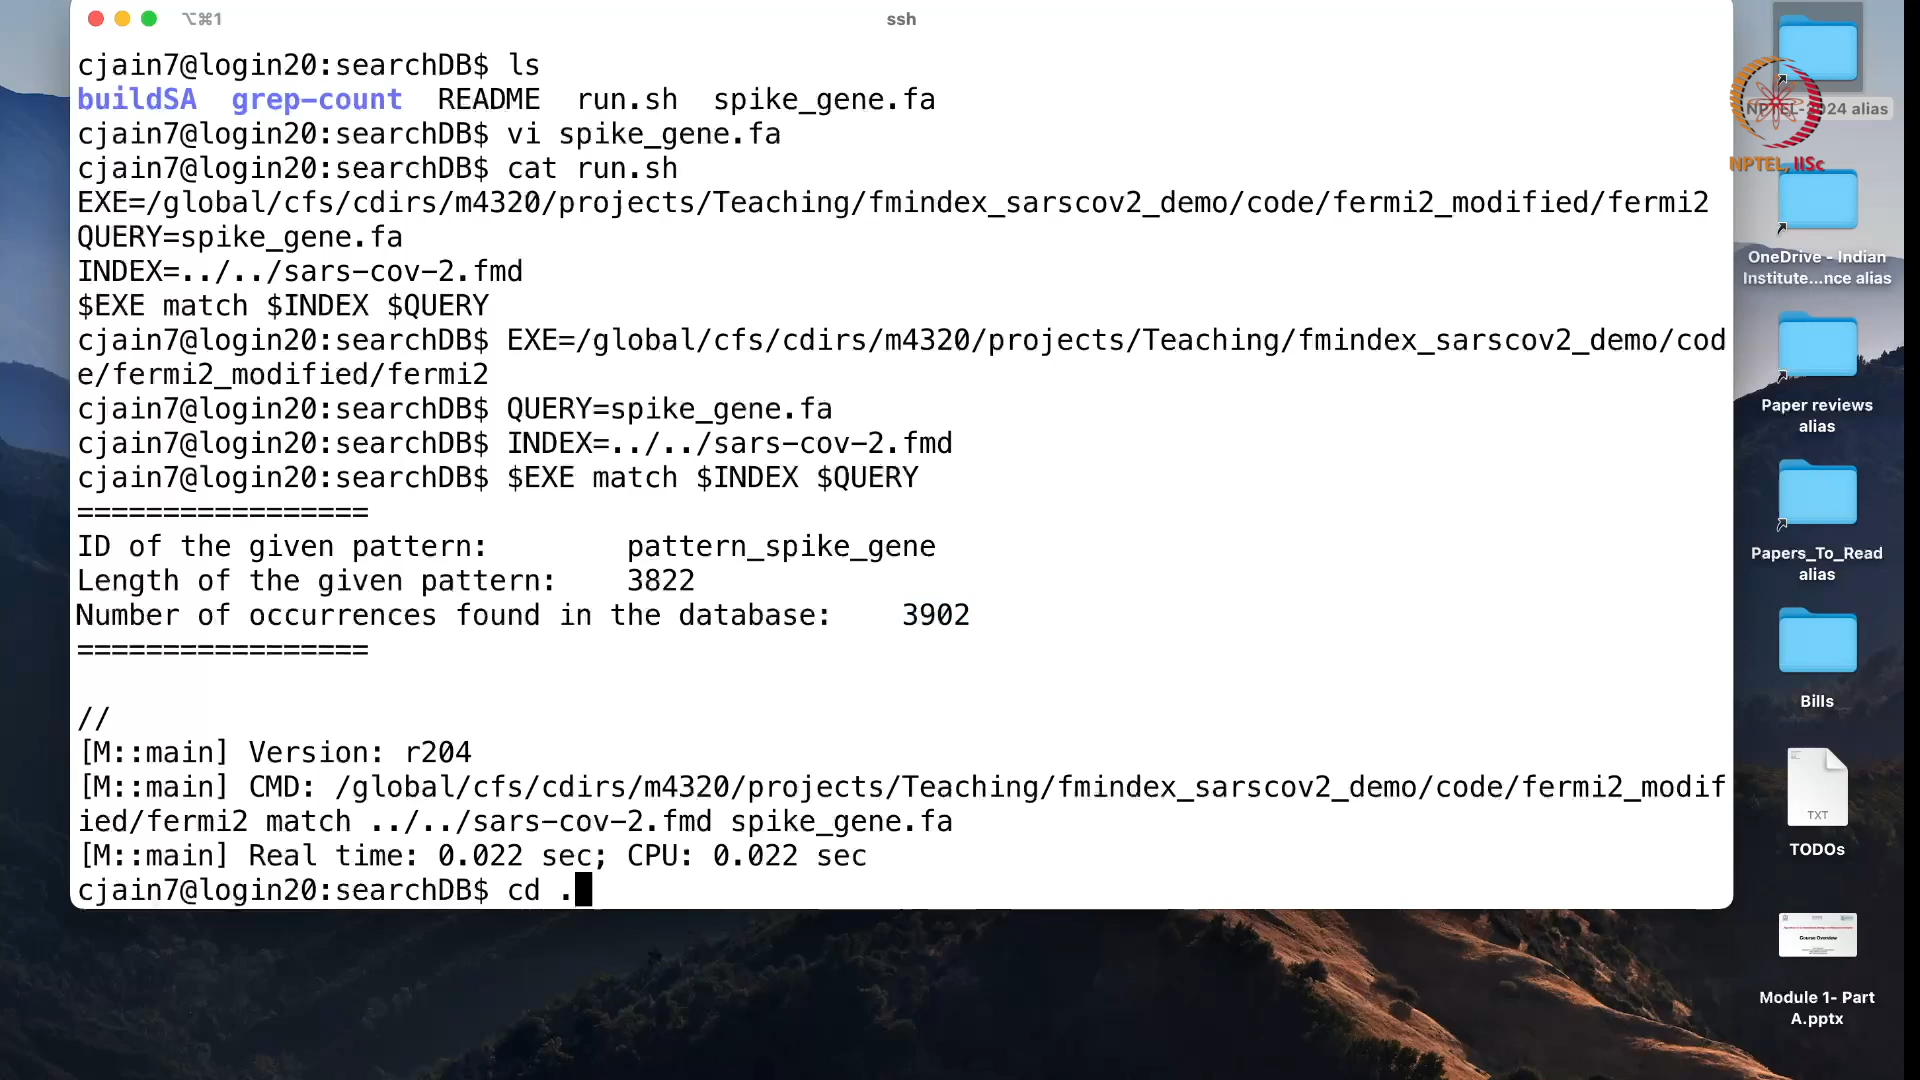 ⌥⌘1
ssh
cjain7@login20:searchDB$ ls
buildSA grep-count README run.sh spike_gene.fa
cjain7@login20:searchDB$ vi spike_gene.fa
cjain7@login20:searchDB$ cat run.sh
EXE=/global/cfs/cdirs/m4320/projects/Teaching/fmindex_sarscov2_demo/code/fermi2_modified/fermi2
QUERY=spike_gene.fa
INDEX=../../sars-cov-2.fmd
$EXE match $INDEX $QUERY
cjain7@login20:searchDB$ EXE=/global/cfs/cdirs/m4320/projects/Teaching/fmindex_sarscov2_demo/cod
e/fermi2_modified/fermi2
cjain7@login20:searchDB$ QUERY=spike_gene.fa
cjain7@login20:searchDB$ INDEX=../../sars-cov-2.fmd
cjain7@login20:searchDB$ $EXE match $INDEX $QUERY
=================
ID of the given pattern: pattern_spike_gene
Length of the given pattern: 3822
Number of occurrences found in the database: 3902
=================
//
[M::main] Version: r204
[M::main] CMD: /global/cfs/cdirs/m4320/projects/Teaching/fmindex_sarscov2_demo/code/fermi2_modif
ied/fermi2 match ../../sars-cov-2.fmd spike_gene.fa
[M::main] Real time: 0.022 sec; CPU: 0.022 sec
cjain7@login20:searchDB$ cd .
NPTEL-2024 alias
NPTEL, IISc
OneDrive - Indian
Institute...nce alias
Paper reviews
alias
Papers_To_Read
alias
Bills
TXT
TODOs
Course Overview
Module 1- Part
A.pptx